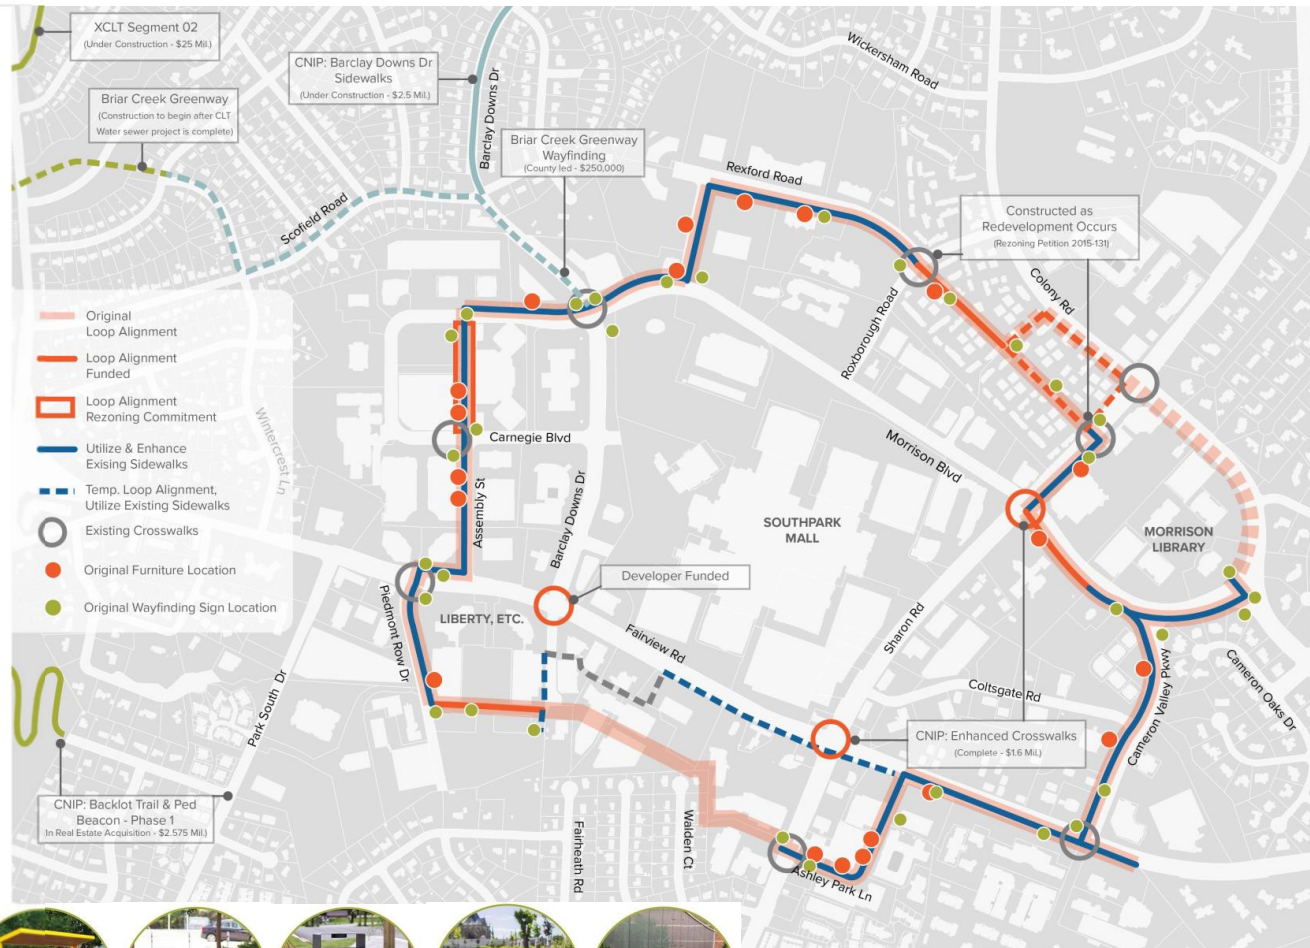 XCLT Segment 02
(Under Construction - $25 Mil.)
CNIP: Barclay Downs Dr
Sidewalks
(Under Construction - $2.5 Mil.)
Briar Creek Greenway
(Construction to begin after CLT
Water sewer project is complete)
Briar Creek Greenway
Wayfinding
(County led - $250,000)
Barclay Downs Dr
Wickersham Road
Rexford Road
Scofield Road
Constructed as
Redevelopment Occurs
(Rezoning Petition 2015-131)
Colony Rd
Roxborough Road
Original
Loop Alignment
Loop Alignment
Funded
Loop Alignment
Rezoning Commitment
Utilize & Enhance
Exising Sidewalks
Temp. Loop Alignment,
Utilize Existing Sidewalks
Existing Crosswalks
Original Furniture Location
Original Wayfinding Sign Location
Wintercrest Ln
Carnegie Blvd
Assembly St
Barclay Downs Dr
Morrison Blvd
SOUTHPARK
MALL
MORRISON
LIBRARY
Developer Funded
LIBERTY, ETC.
Piedmont Row Dr
Fairview Rd
Sharon Rd
Coltsgate Rd
Cameron Valley Pkwy
Cameron Oaks Dr
Park South Dr
CNIP: Enhanced Crosswalks
(Complete - $1.6 Mil.)
CNIP: Backlot Trail & Ped
Beacon - Phase 1
In Real Estate Acquisition - $2.575 Mil.)
Fairheath Rd
Walden Ct
Ashley Park Ln